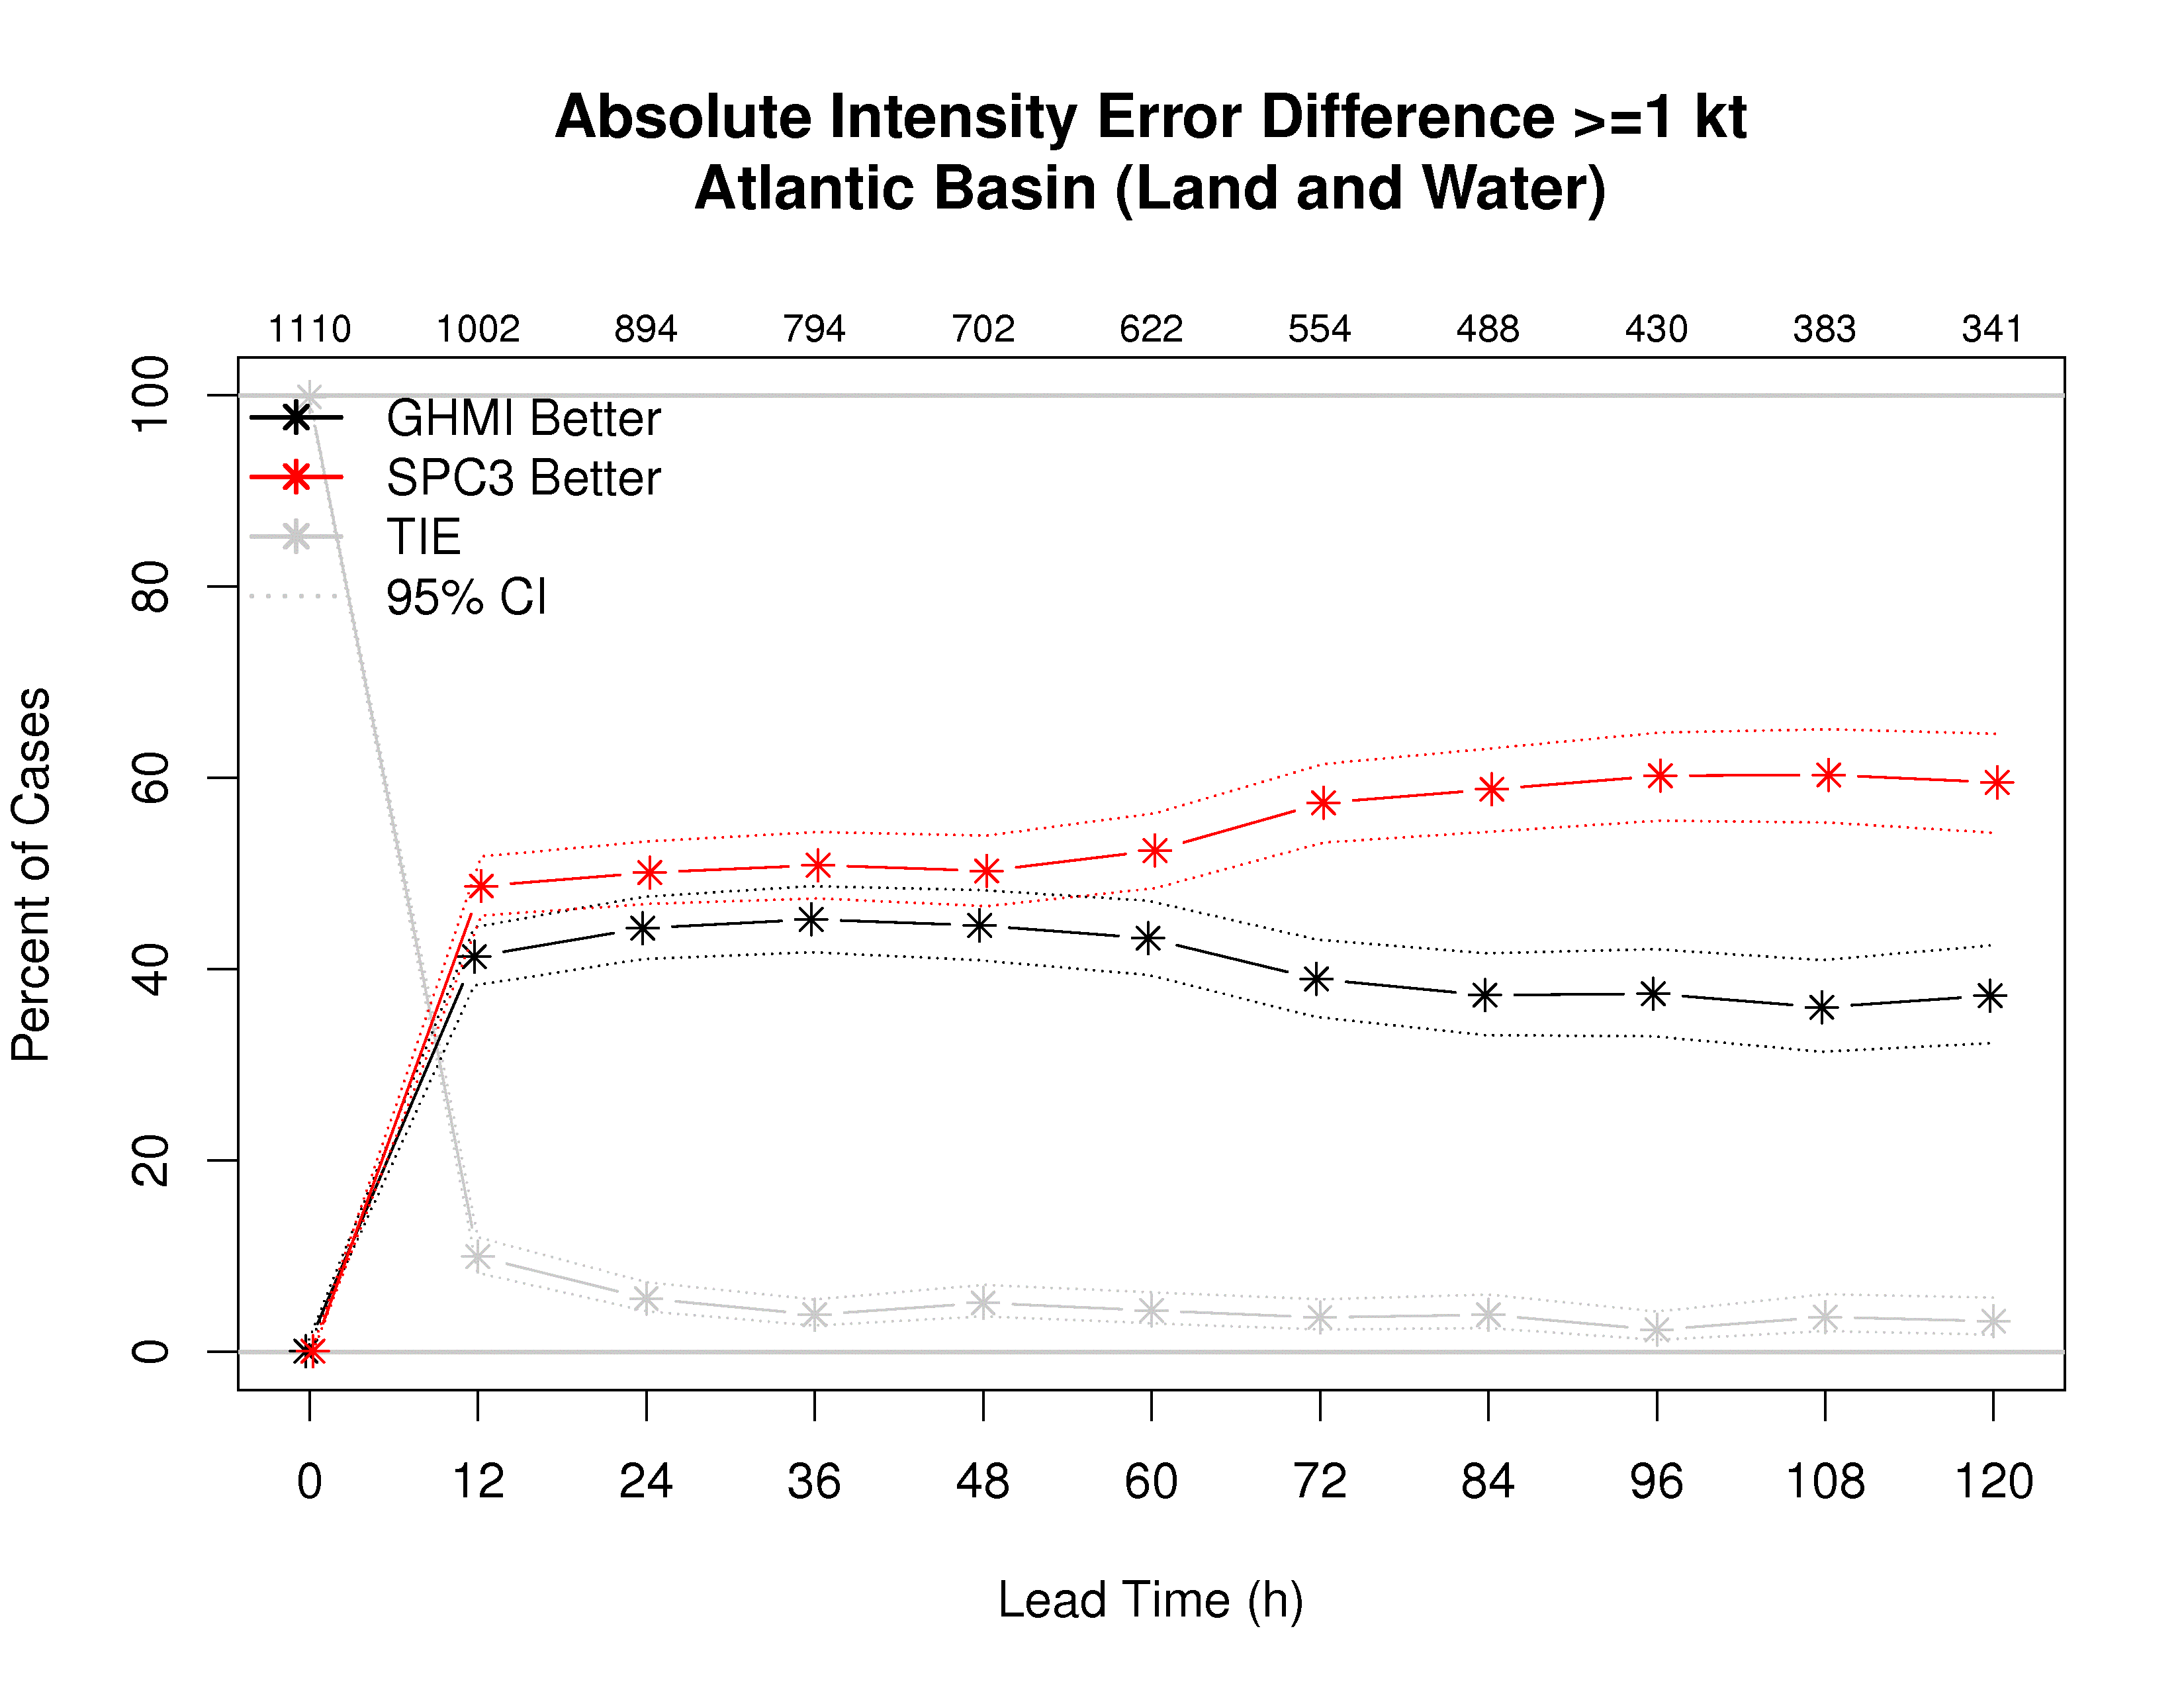 Absolute Intensity Error Difference >=1 kt
Atlantic Basin (Land and Water)
1110 1002 894 794 702 622 554 488 430 383 341
100
80
60
40
20
0
Percent of Cases
GHMI Better
SPC3 Better
TIE
95% CI
0 12 24 36 48 60 72 84 96 108 120
Lead Time (h)